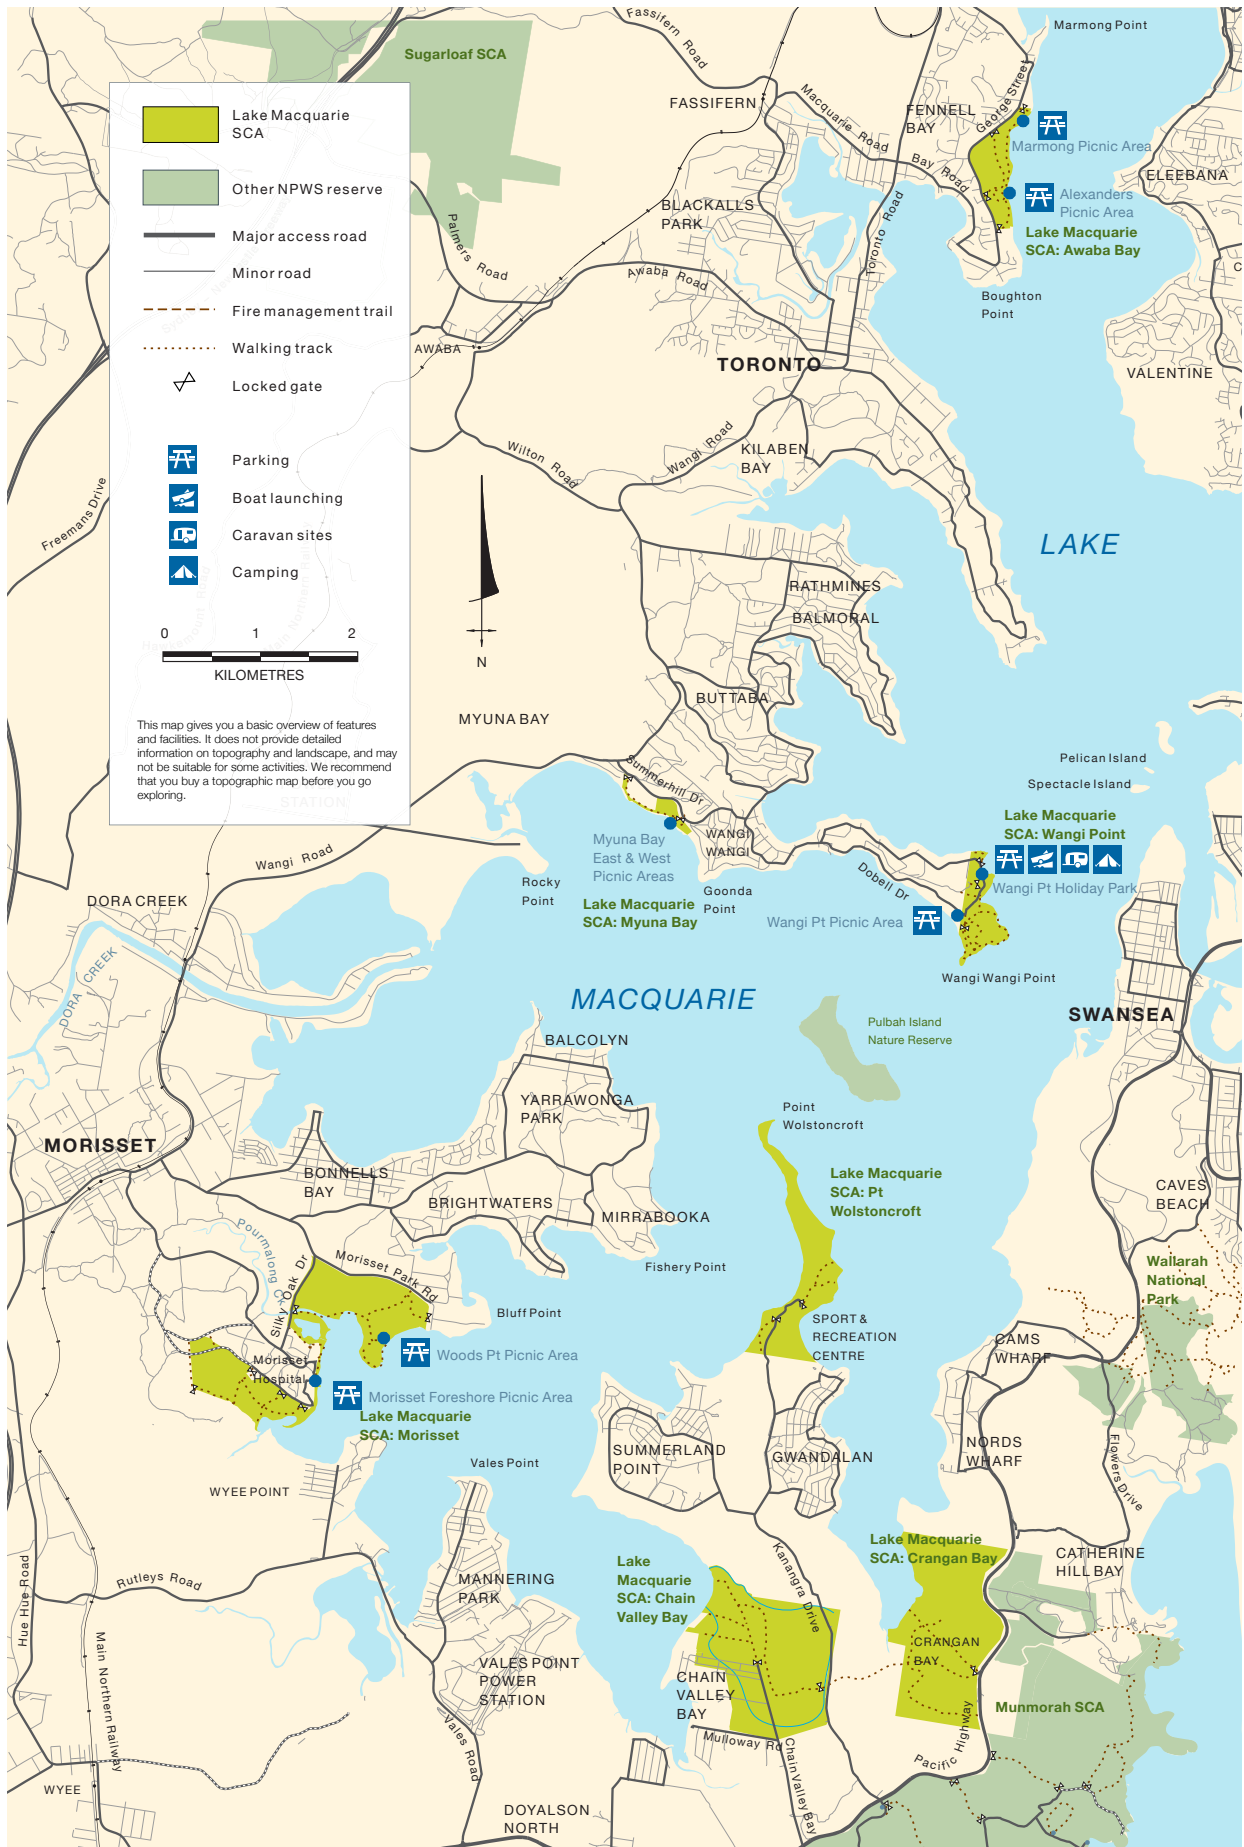 Marmong Point
Fassifern Road
Sugarloaf SCA
FASSIFERN
Macquarie Road
FENNELL
BAY
George Street
Marmong Picnic Area
Bay Road
ELEEBANA
Alexanders
Picnic Area
Lake Macquarie
SCA: Awaba Bay
BLACKALLS
PARK
Toronto Road
Palmers Road
Awaba Road
Boughton
Point
AWABA
TORONTO
VALENTINE
Wilton Road
Wangi Road
KILABEN
BAY
Freemans Drive
LAKE
Lake Macquarie
SCA
Other NPWS reserve
Major access road
Minor road
Fire management trail
Walking track
Locked gate
Parking
Boat launching
Caravan sites
Camping
0 1 2
KILOMETRES
This map gives you a basic overview of features
and facilities. It does not provide detailed
information on topography and landscape, and may
not be suitable for some activities. We recommend
that you buy a topographic map before you go
exploring.
STATION
N
RATHMINES
BALMORAL
BUTTABA
MYUNA BAY
Summerhill Dr
Pelican Island
Spectacle Island
Lake Macquarie
SCA: Wangi Point
Wangi Pt Holiday Park
WANGI
WANGI
Myuna Bay
East & West
Picnic Areas
Lake Macquarie
SCA: Myuna Bay
Goonda
Point
Rocky
Point
Dobell Dr
Wangi Pt Picnic Area
Wangi Wangi Point
Wangi Road
DORA CREEK
DORA CREEK
MACQUARIE
SWANSEA
Pulbah Island
Nature Reserve
BALCOLYN
YARRAWONGA
PARK
Point
Wolstoncroft
MORISSET
BONNELLS
BAY
BRIGHTWATERS
MIRRABOOKA
Lake Macquarie
SCA: Pt
Wolstoncroft
CAVES
BEACH
Pourmalong Ck
Silky Oak Dr
Morisset Park Rd
Fishery Point
Wallarah
National
Park
Bluff Point
SPORT &
RECREATION
CENTRE
CAMS
WHARF
Morisset
Hospital
Woods Pt Picnic Area
Morisset Foreshore Picnic Area
Lake Macquarie
SCA: Morisset
Vales Point
SUMMERLAND
POINT
GWANDALAN
NORDS
WHARF
Flowers Drive
WYEE POINT
Lake Macquarie
SCA: Crangan Bay
CATHERINE
HILL BAY
Kanangra Drive
Lake
Macquarie
SCA: Chain
Valley Bay
Rutleys Road
Hue Hue Road
MANNERING
PARK
Main Northern Railway
VALES POINT
POWER
STATION
CRANGAN
BAY
CHAIN
VALLEY
BAY
Munmorah SCA
Mulloway Rd
Vales Road
Chain Valley Bay
Pacific Highway
WYEE
DOYALSON
NORTH